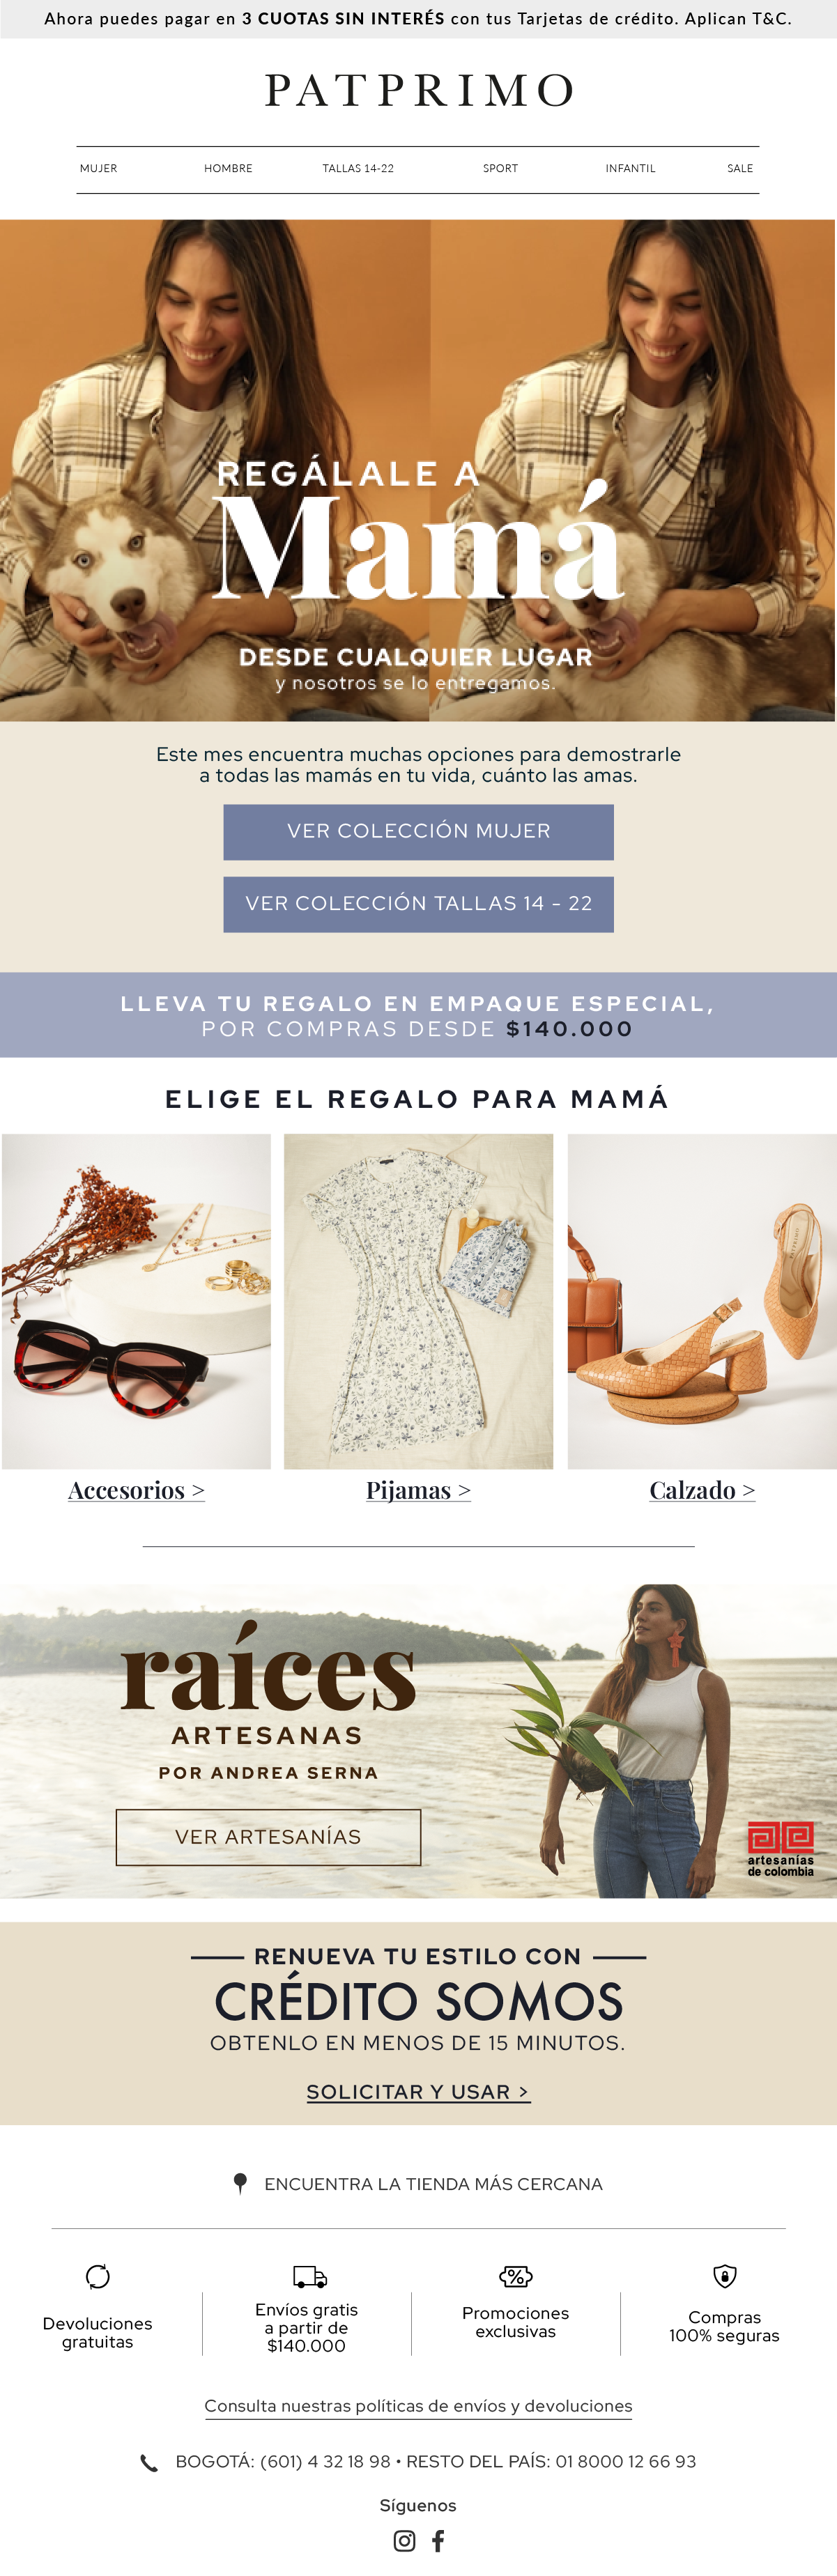 Ahora puedes pagar en 3 CUOTAS SIN INTERÉS con tus Tarjetas de crédito. Aplican T&C.
PATPRIMO
MUJER HOMBRE TALLAS 14-22 SPORT INFANTIL SALE
REGÁLALE A
Mamá
DESDE CUALQUIER LUGAR
y nosotros se lo entregamos.
Este mes encuentra muchas opciones para demostrarle
a todas las mamás en tu vida, cuánto las amas.
VER COLECCIÓN MUJER
VER COLECCIÓN TALLAS 14 - 22
LLEVA TU REGALO EN EMPAQUE ESPECIAL,
POR COMPRAS DESDE $140.000
ELIGE EL REGALO PARA MAMÁ
PATPRIMO
Accesorios > Pijamas > Calzado >
raíces
ARTESANAS
POR ANDREA SERNA
VER ARTESANÍAS
artesanías
de colombia
RENUEVA TU ESTILO CON
CRÉDITO SOMOS
OBTENLO EN MENOS DE 15 MINUTOS.
SOLICITAR Y USAR >
ENCUENTRA LA TIENDA MÁS CERCANA
Devoluciones
gratuitas
Envíos gratis
a partir de
$140.000
Promociones
exclusivas
Compras
100% seguras
Consulta nuestras políticas de envíos y devoluciones
BOGOTÁ: (601) 4 32 18 98 • RESTO DEL PAÍS: 01 8000 12 66 93
Síguenos